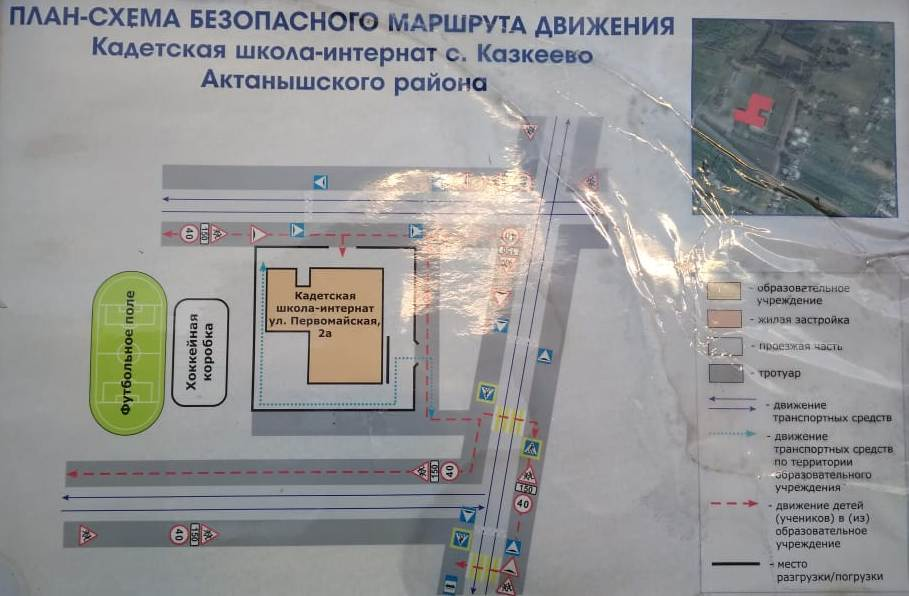 ПЛАН-СХЕМА БЕЗОПАСНОГО МАРШРУТА ДВИЖЕНИЯ
Кадетская школа-интернат с. Казкеево
Актанышского района
40
150
Кадетская
школа-интернат
ул. Первомайская,
2а
Футбольное поле
Хоккейная
коробка
150
40
150
40
40
150
- образовательное
учреждение
- жилая застройка
- проезжая часть
- тротуар
- движение
транспортных средств
- движение
транспортных средств
по территории
образовательного
учреждения
- движение детей
(учеников) в (из)
образовательное
учреждение
- место
разгрузки/погрузки